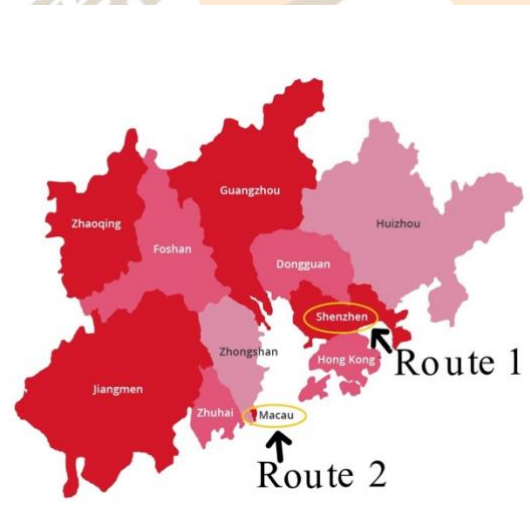 Guangzhou
Zhaoqing
Huizhou
Foshan
Dongguan
Shenzhen
Zhongshan
Hong Kong
Route 1
Jiangmen
Zhuhai
Macau
Route 2